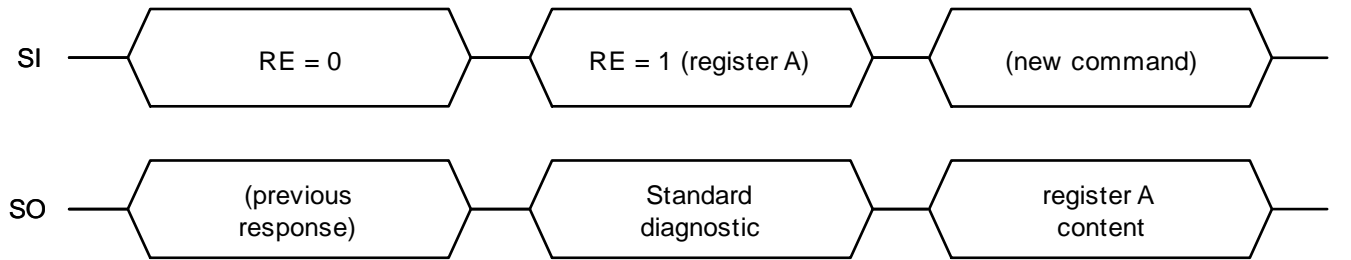 SI
RE = 0
RE = 1 (register A)
(new command)
SO
(previous
response)
Standard
diagnostic
register A
content